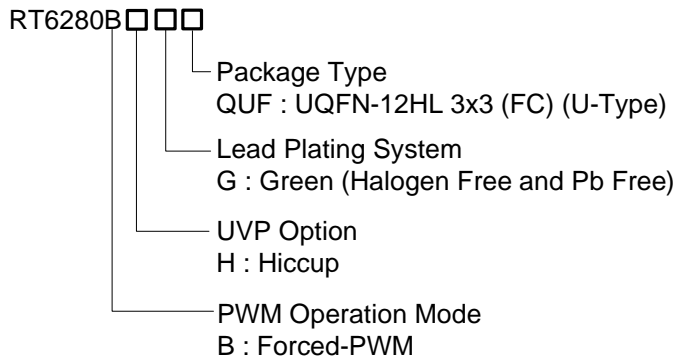 RT6280B
Package Type
QUF : UQFN-12HL 3x3 (FC) (U-Type)
Lead Plating System
G : Green (Halogen Free and Pb Free)
UVP Option
H : Hiccup
PWM Operation Mode
B : Forced-PWM